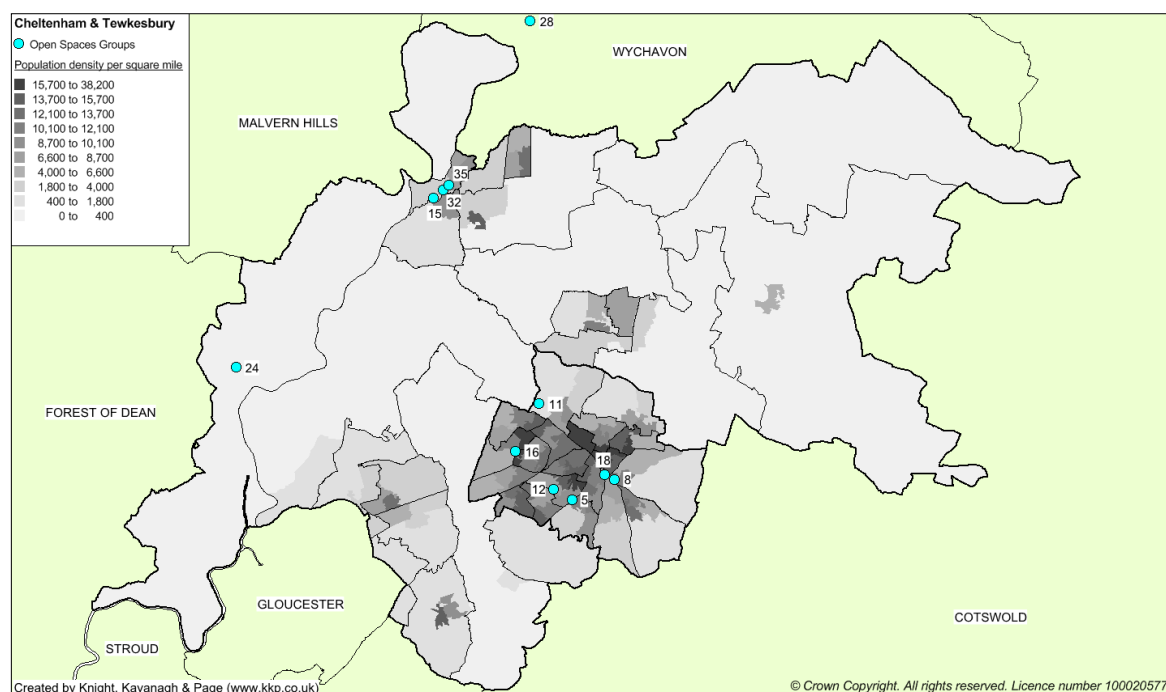 Cheltenham & Tewkesbury
Open Spaces Groups
Population density per square mile
15,700 to 38,200
13,700 to 15,700
12,100 to 13,700
10,100 to 12,100
8,700 to 10,100
6,600 to 8,700
4,000 to 6,600
1,800 to 4,000
400 to 1,800
0 to 400
28
WYCHAVON
MALVERN HILLS
35
32
15
24
FOREST OF DEAN
11
16
18
8
12
5
GLOUCESTER
COTSWOLD
STROUD
Created by Knight, Kavanagh & Page (www.kkp.co.uk)
© Crown Copyright. All rights reserved. Licence number 100020577